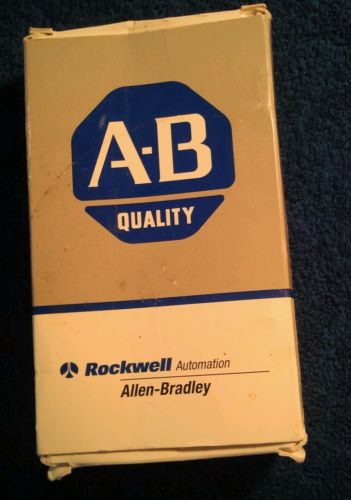 A-B
QUALITY
Rockwell Automation
Allen-Bradley